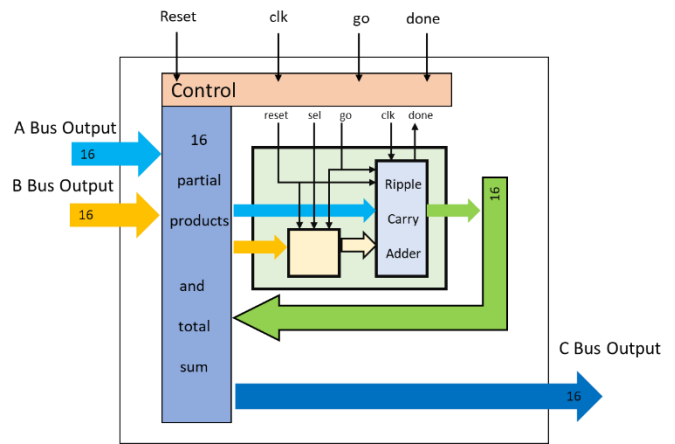 Reset clk go done
Control
A Bus Output
16
B Bus Output
16
16
partial
products
and
total
sum
reset sel go clk done
Ripple
Carry
Adder
16
C Bus Output
16